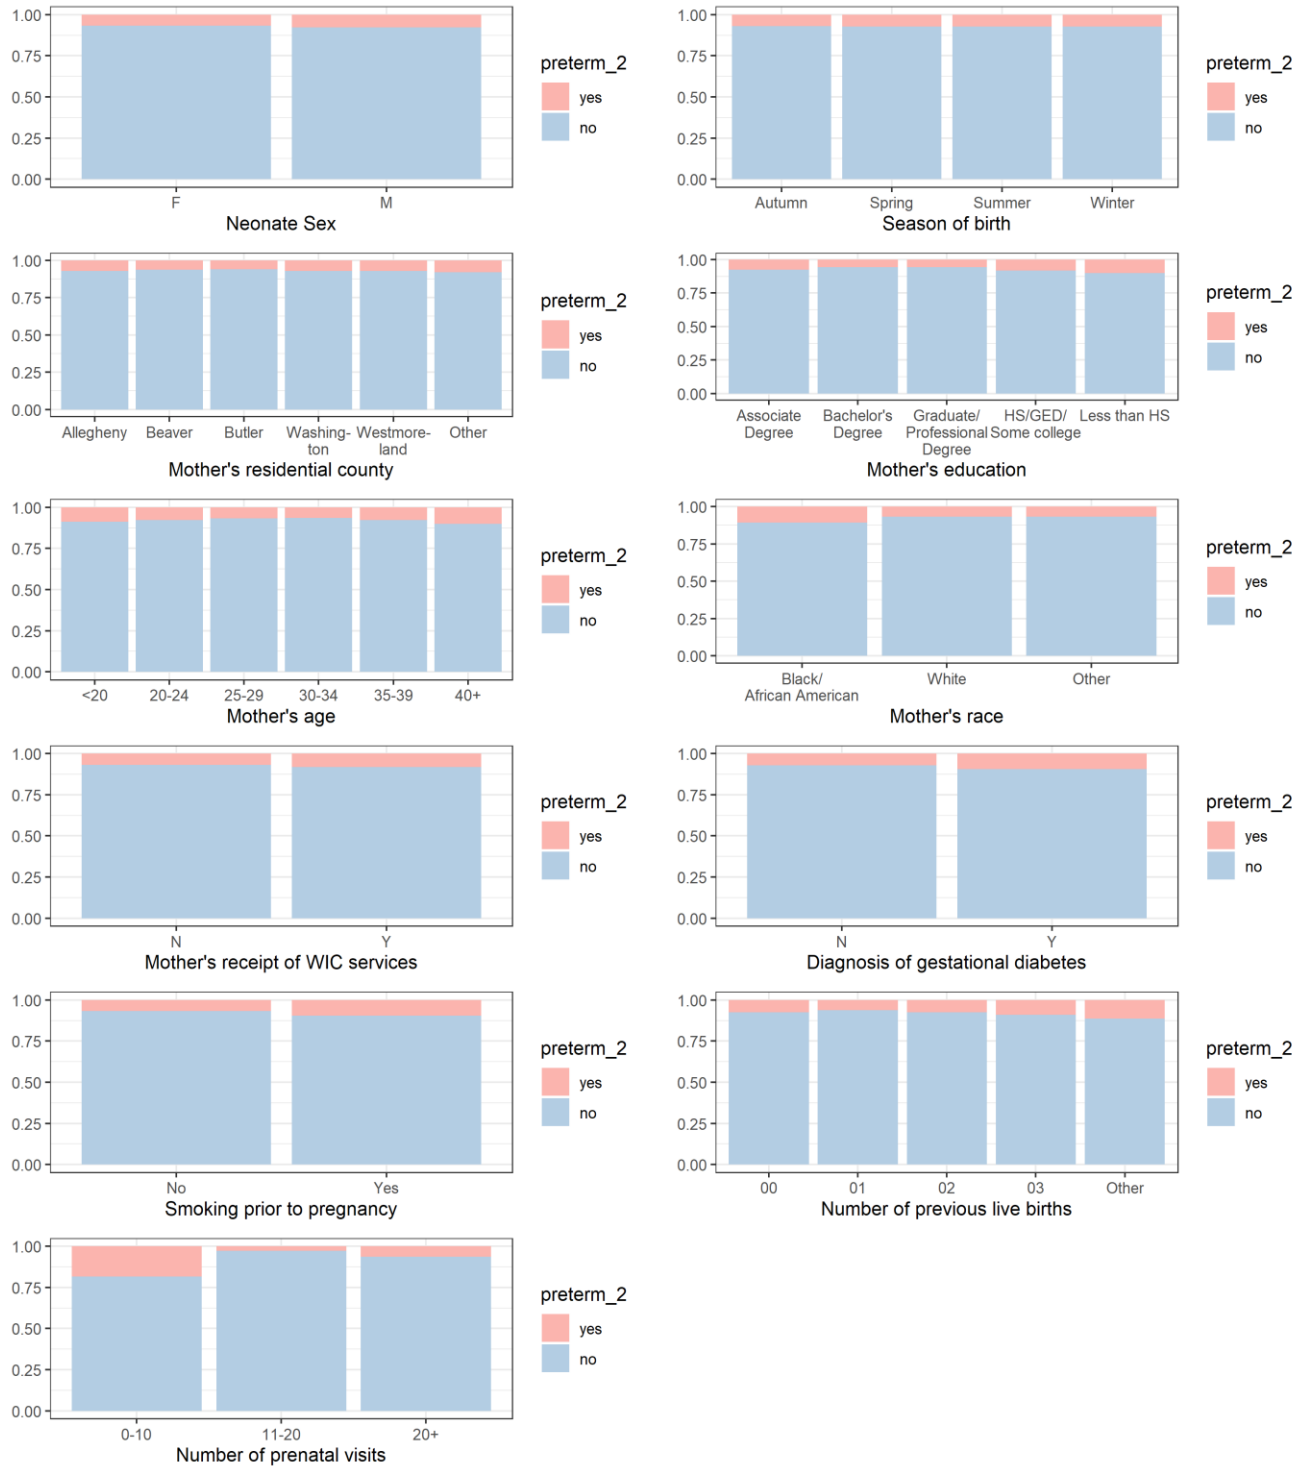 1.00
0.75
0.50
0.25
0.00
F M
Neonate Sex
preterm_2
yes
no
1.00
0.75
0.50
0.25
0.00
Autumn Spring Summer Winter
Season of birth
preterm_2
yes
no
1.00
0.75
0.50
0.25
0.00
Allegheny Beaver Butler Washing- Westmore- Other
ton land
Mother's residential county
preterm_2
yes
no
1.00
0.75
0.50
0.25
0.00
Associate Bachelor's Graduate/ HS/GED/ Less than HS
Degree Degree Professional Some college
Degree
Mother's education
preterm_2
yes
no
1.00
0.75
0.50
0.25
0.00
<20 20-24 25-29 30-34 35-39 40+
Mother's age
preterm_2
yes
no
1.00
0.75
0.50
0.25
0.00
Black/ White Other
African American
Mother's race
preterm_2
yes
no
1.00
0.75
0.50
0.25
0.00
N Y
Mother's receipt of WIC services
preterm_2
yes
no
1.00
0.75
0.50
0.25
0.00
N Y
Diagnosis of gestational diabetes
preterm_2
yes
no
1.00
0.75
0.50
0.25
0.00
No Yes
Smoking prior to pregnancy
preterm_2
yes
no
1.00
0.75
0.50
0.25
0.00
00 01 02 03 Other
Number of previous live births
preterm_2
yes
no
1.00
0.75
0.50
0.25
0.00
0-10 11-20 20+
Number of prenatal visits
preterm_2
yes
no